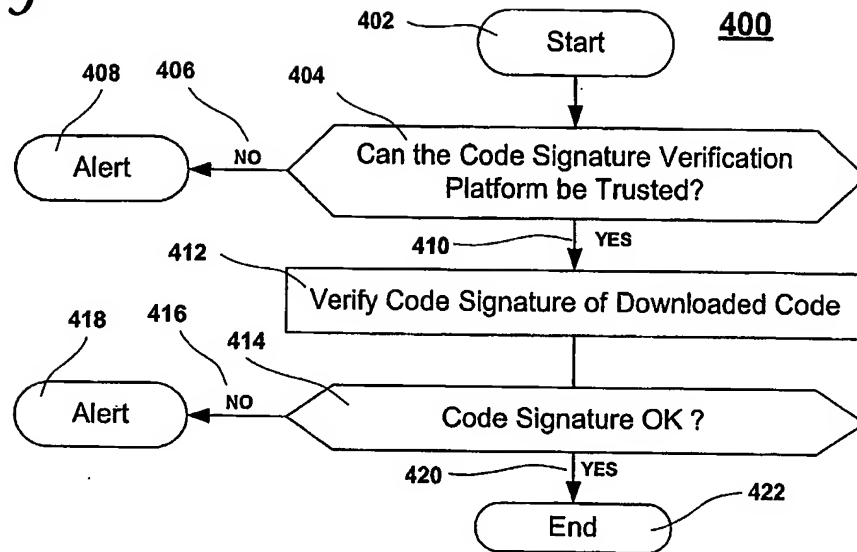 402
Start
400
408
406
404
Alert
NO
Can the Code Signature Verification
Platform be Trusted?
410
YES
412
Verify Code Signature of Downloaded Code
418
416
414
Alert
NO
Code Signature OK ?
420
YES
422
End